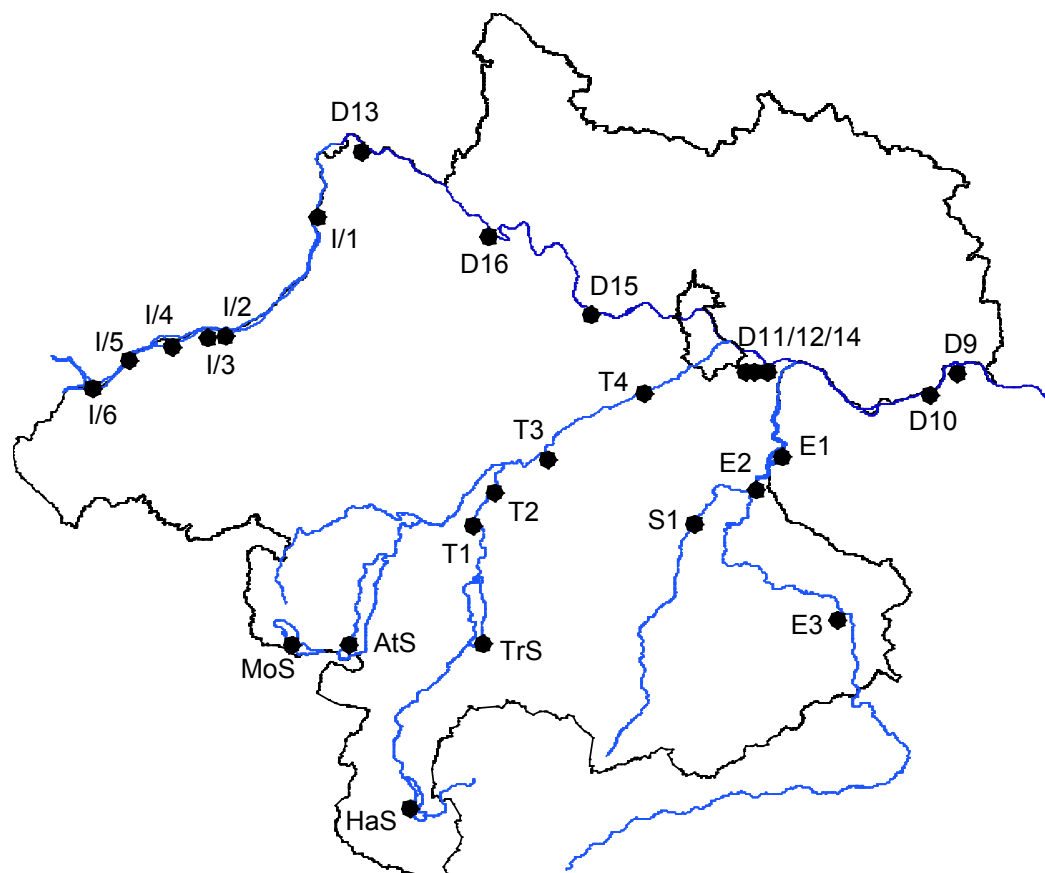 D13
I/1
D16
I/2
I/4
D15
I/5
I/3
D11/12/14
D9
I/6
T4
D10
T3
E1
E2
T2
S1
T1
E3
AtS
TrS
MoS
HaS